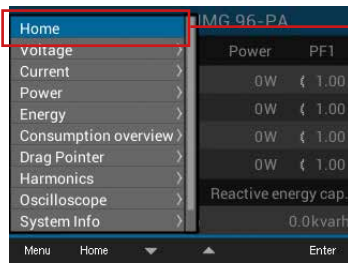 IMG 96-PA
Home
Voltage
Current
Power
Energy
Consumption overview
Drag Pointer
Harmonics
Oscilloscope
System Info
Power PF1
0W 1.00
0W 1.00
0W 1.00
0W 1.00
Reactive energy cap.
0.0kvarh
Menu Home Enter